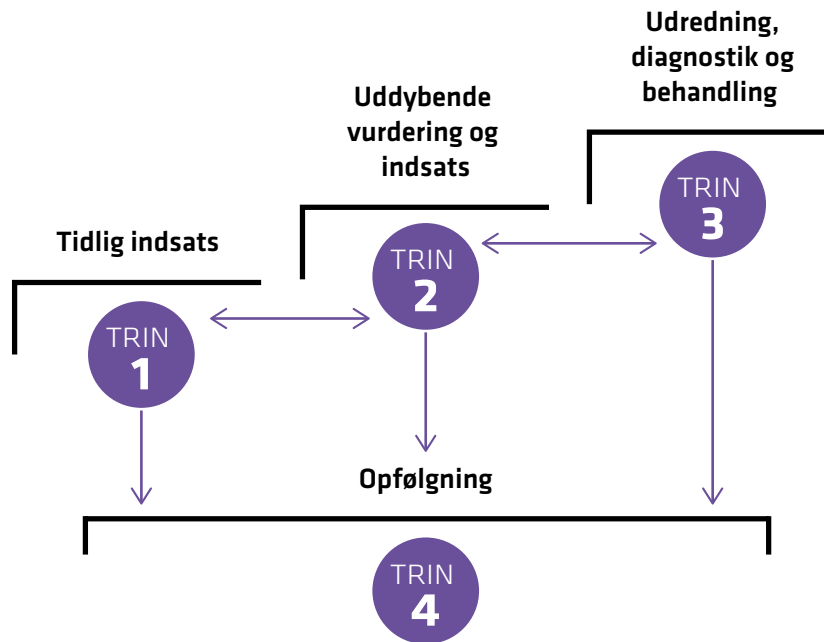 Udredning,
diagnostik og
behandling
Uddybende
vurdering og
indsats
Tidlig indsats
TRIN
3
TRIN
2
TRIN
1
Opfølgning
TRIN
4